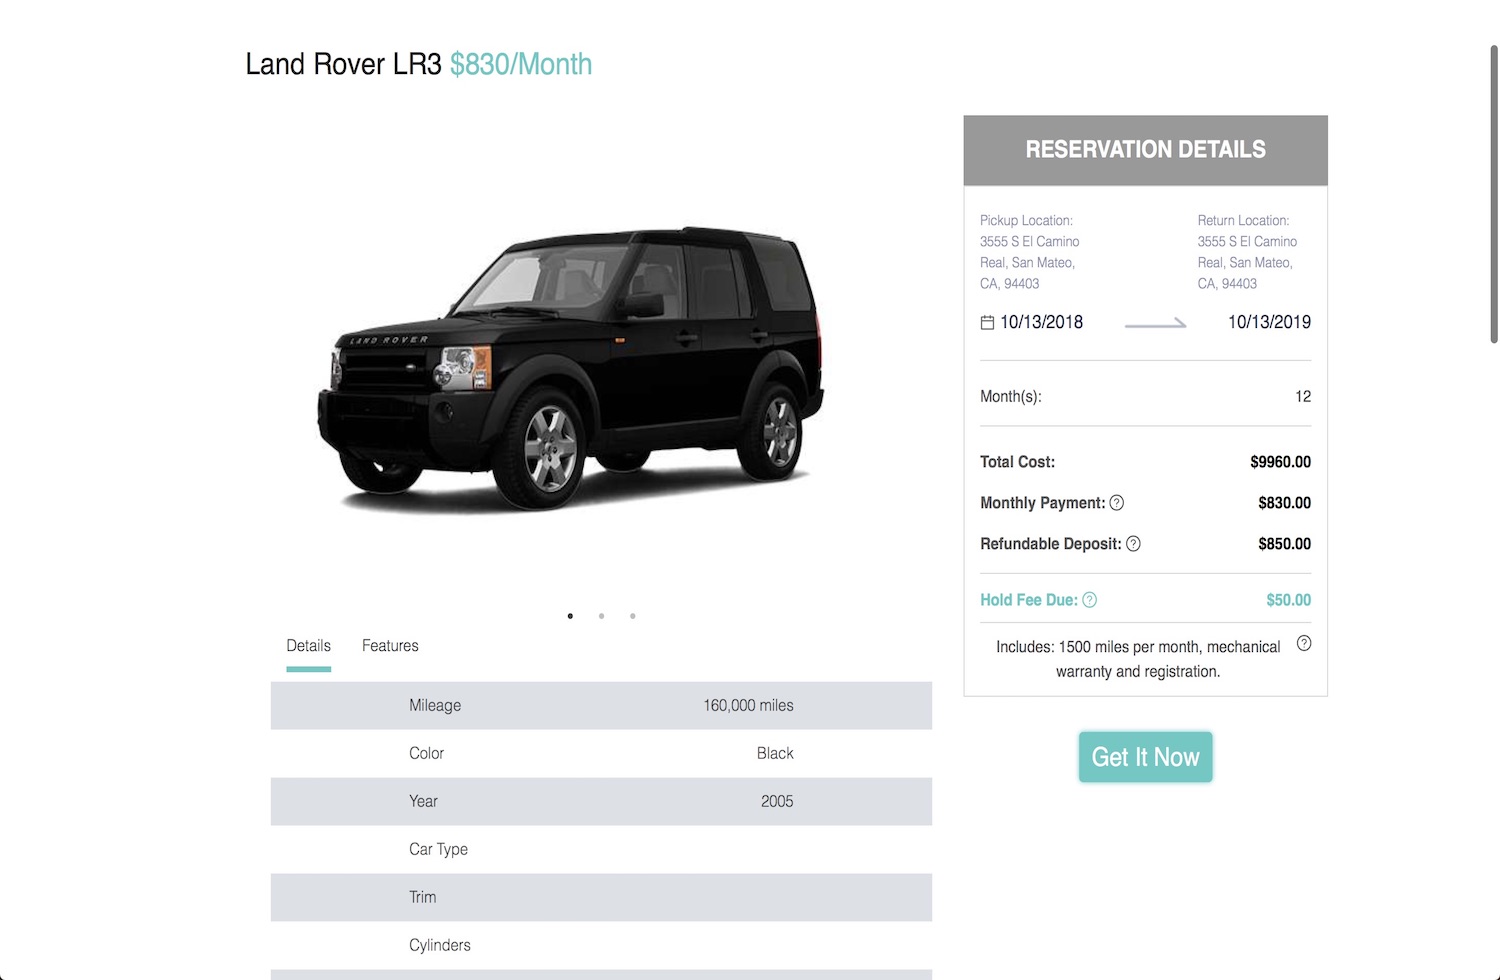 Land Rover LR3 $830/Month
LAND ROVER
RESERVATION DETAILS
Pickup Location:
3555 S El Camino
Real, San Mateo,
CA, 94403
Return Location:
3555 S El Camino
Real, San Mateo,
CA, 94403
10/13/2018
10/13/2019
Month(s): 12
Total Cost: $9960.00
Monthly Payment: ? $830.00
Refundable Deposit: ? $850.00
Hold Fee Due: ? $50.00
Includes: 1500 miles per month, mechanical ?
warranty and registration.
Get It Now
Details Features
Mileage 160,000 miles
Color Black
Year 2005
Car Type
Trim
Cylinders